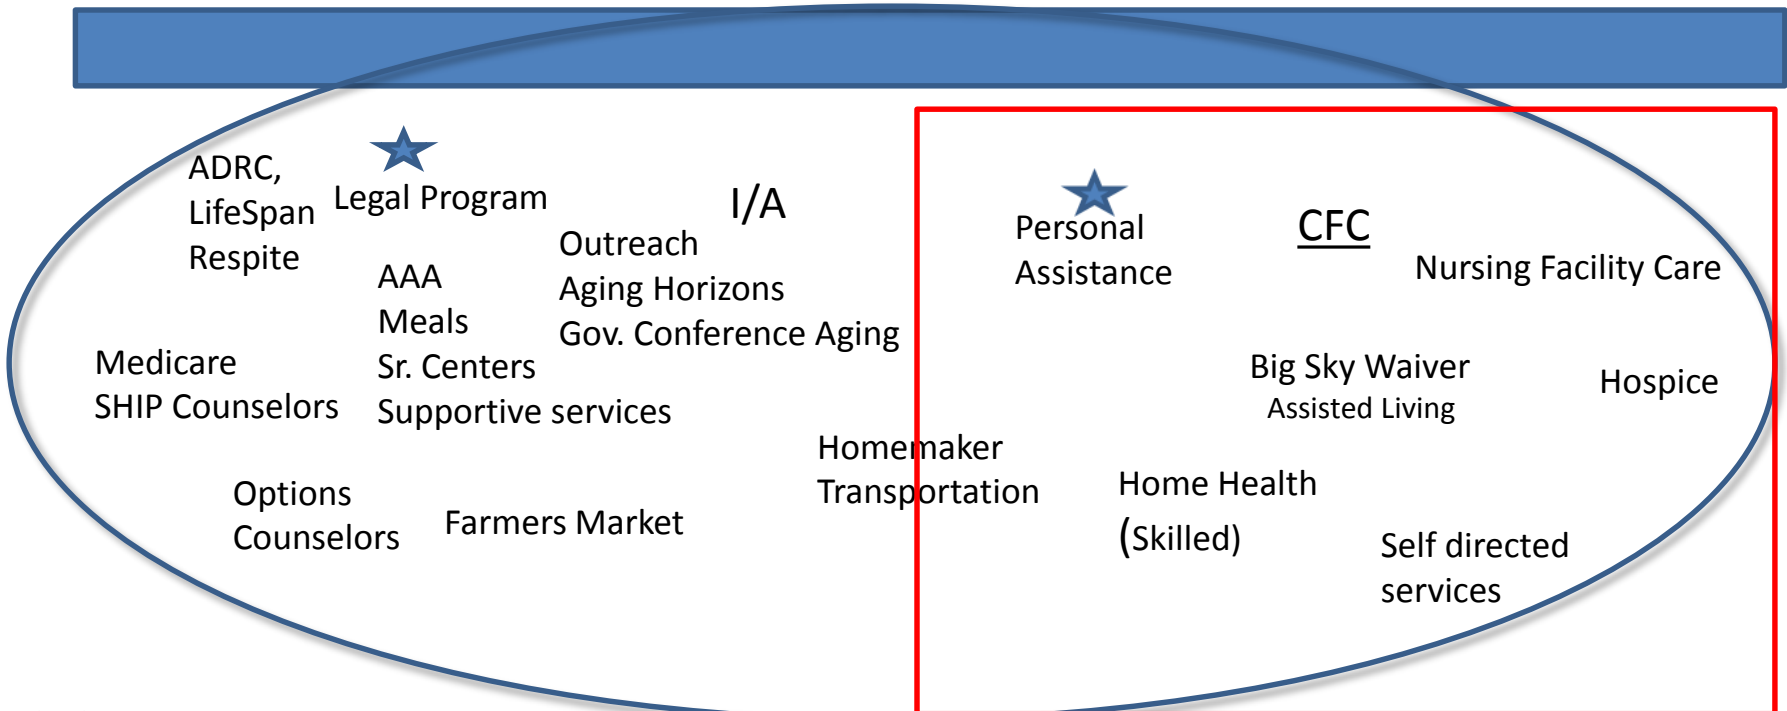 ADRC,
LifeSpan
Respite
Legal Program
I/A
Outreach
Aging Horizons
Gov. Conference Aging
AAA
Meals
Sr. Centers
Supportive services
Medicare
SHIP Counselors
Options
Counselors
Farmers Market
Homemaker
Transportation
Personal
Assistance
CFC
Nursing Facility Care
Big Sky Waiver
Assisted Living
Hospice
Home Health
(Skilled)
Self directed
services